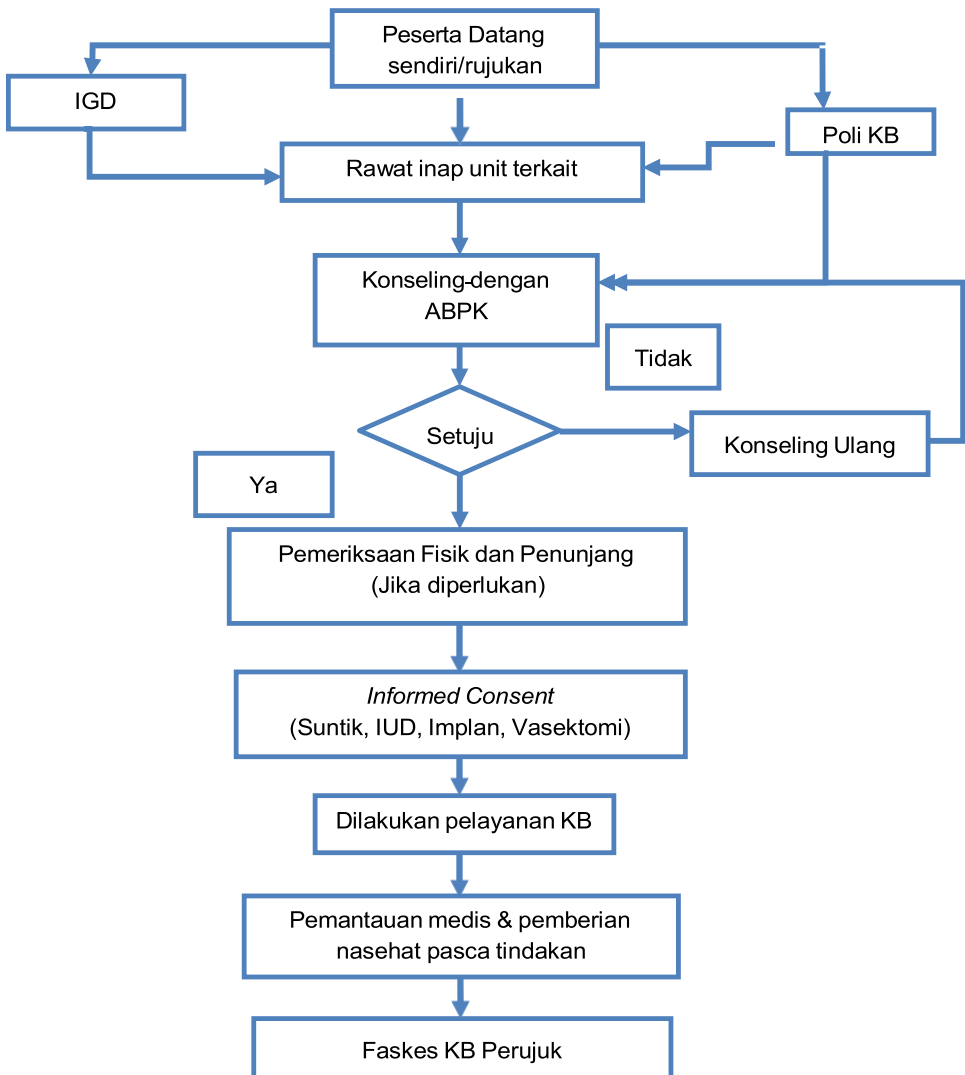 Peserta Datang
sendiri/rujukan
IGD
Poli KB
Rawat inap unit terkait
Konseling-dengan
ABPK
Tidak
Setuju
Konseling Ulang
Ya
Pemeriksaan Fisik dan Penunjang
(Jika diperlukan)
Informed Consent
(Suntik, IUD, Implan, Vasektomi)
Dilakukan pelayanan KB
Pemantauan medis & pemberian
nasehat pasca tindakan
Faskes KB Perujuk